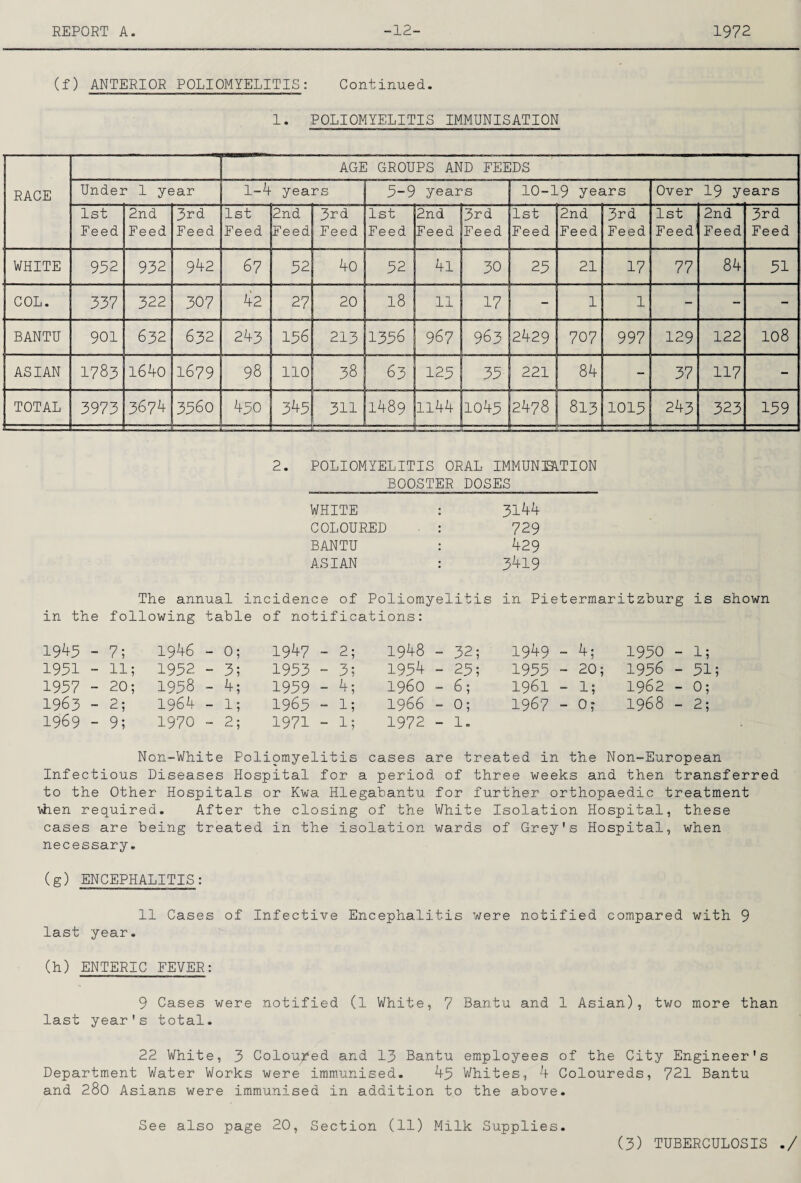 REPORT A. -12- 1972
(f) ANTERIOR POLIOMYELITIS: Continued.
1. POLIOMYELITIS IMMUNISATION
AGE GROUPS AND FEEDS
RACE Under 1 year 1-4 years 5-9 years 10-19 years Over 19 years
1st Feed 2nd Feed 3rd Feed 1st Feed 2nd Feed 3rd Feed 1st Feed 2nd Feed 3rd Feed 1st Feed 2nd Feed 3rd Feed 1st Feed 2nd Feed 3rd Feed
WHITE 952 932 942 67 52 40 52 41 30 25 21 17 77 84 51
COL. 337 322 307 42 27 20 18 11 17 - 1 1 - - -
BANTU 901 632 632 243 156 213 1356 967 963 2429 707 997 129 122 108
ASIAN 1783 1640 1679 98 110 38 63 125 35 221 84 - 37 117 -
TOTAL 3973 3674 3560 450 345 311 1489 1144 1045 2478 813 1015 243 323 159
2. POLIOMYELITIS ORAL IMMUNISATION
BOOSTER DOSES
WHITE : 3144
COLOURED : 729
BANTU : 429
ASIAN : 3419
The annual incidence of Poliomyelitis in Pietermaritzburg is shown
in the following table of notifications:
1945 - 7; 1946 - 0; 1947 - 2; 1948 - 32; 1949 - 4; 1950 - 1;
1951 - 11; 1952 - 3; 1953 - 3; 1954 - 25; 1955 - 20; 1956 - 51;
1957 - 20; 1958 - 4; 1959 - 4; 1960 - 6; 1961 - 1; 1962 - 0;
1963 - 2; 1964 - 1; 1965 - 1; 1966 - 0; 1967 - 0; 1968 - 2;
1969 - 9; 1970 - 2; 1971 - 1; 1972 - 1.
Non-White Poliomyelitis cases are treated in the Non-European
Infectious Diseases Hospital for a period of three weeks and then transferred
to the Other Hospitals or Kwa Hlegabantu for further orthopaedic treatment
when required. After the closing of the White Isolation Hospital, these
cases are being treated in the isolation wards of Grey's Hospital, when
necessary.
(g) ENCEPHALITIS:
11 Cases of Infective Encephalitis were notified compared with 9
last year.
(h) ENTERIC FEVER:
9 Cases were notified (1 White, 7 Bantu and 1 Asian), two more than
last year's total.
22 White, 3 Coloured and 13 Bantu employees of the City Engineer's
Department Water Works were immunised. 45 Whites, 4 Coloureds, 721 Bantu
and 280 Asians were immunised in addition to the above.
See also page 20, Section (11) Milk Supplies.
(3) TUBERCULOSIS ./